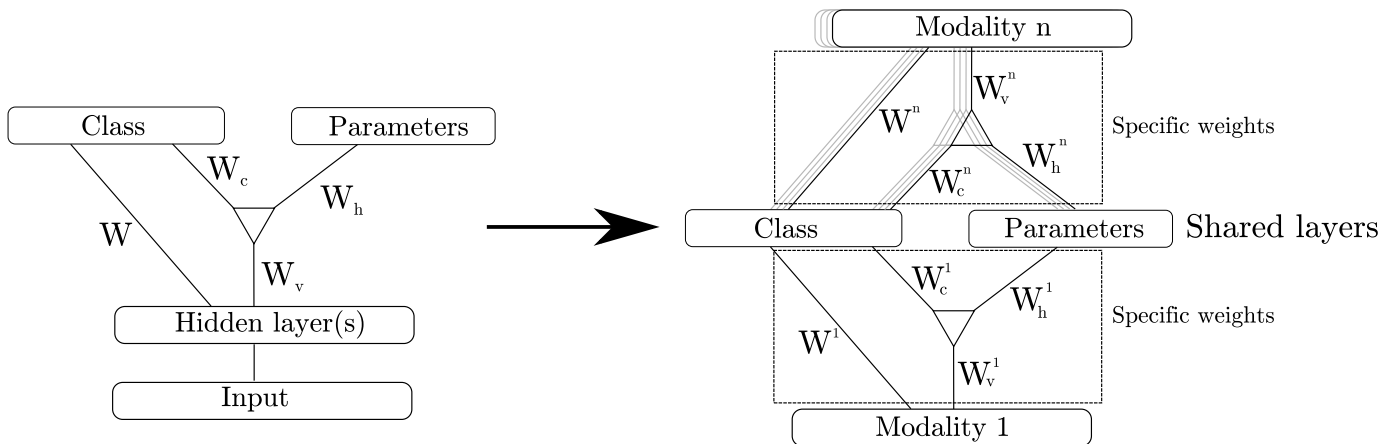 Class
Parameters
W
W_c
W_h
W_v
Hidden layer(s)
Input
Modality n
W^n
W_v^n
W_c^n
W_h^n
Specific weights
Class
Parameters
Shared layers
W^1
W_c^1
W_h^1
W_v^1
Specific weights
Modality 1